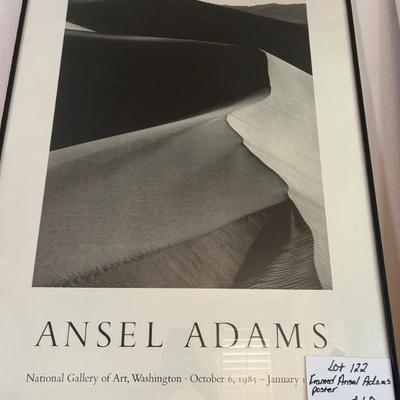 ANSEL ADAMS
National Gallery of Art, Washington · October 6, 1985 – January
Lot 122
Framed Ansel Adams
poster